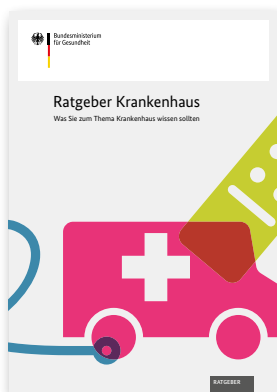 Bundesministerium
für Gesundheit
Ratgeber Krankenhaus
Was Sie zum Thema Krankenhaus wissen sollten
RATGEBER